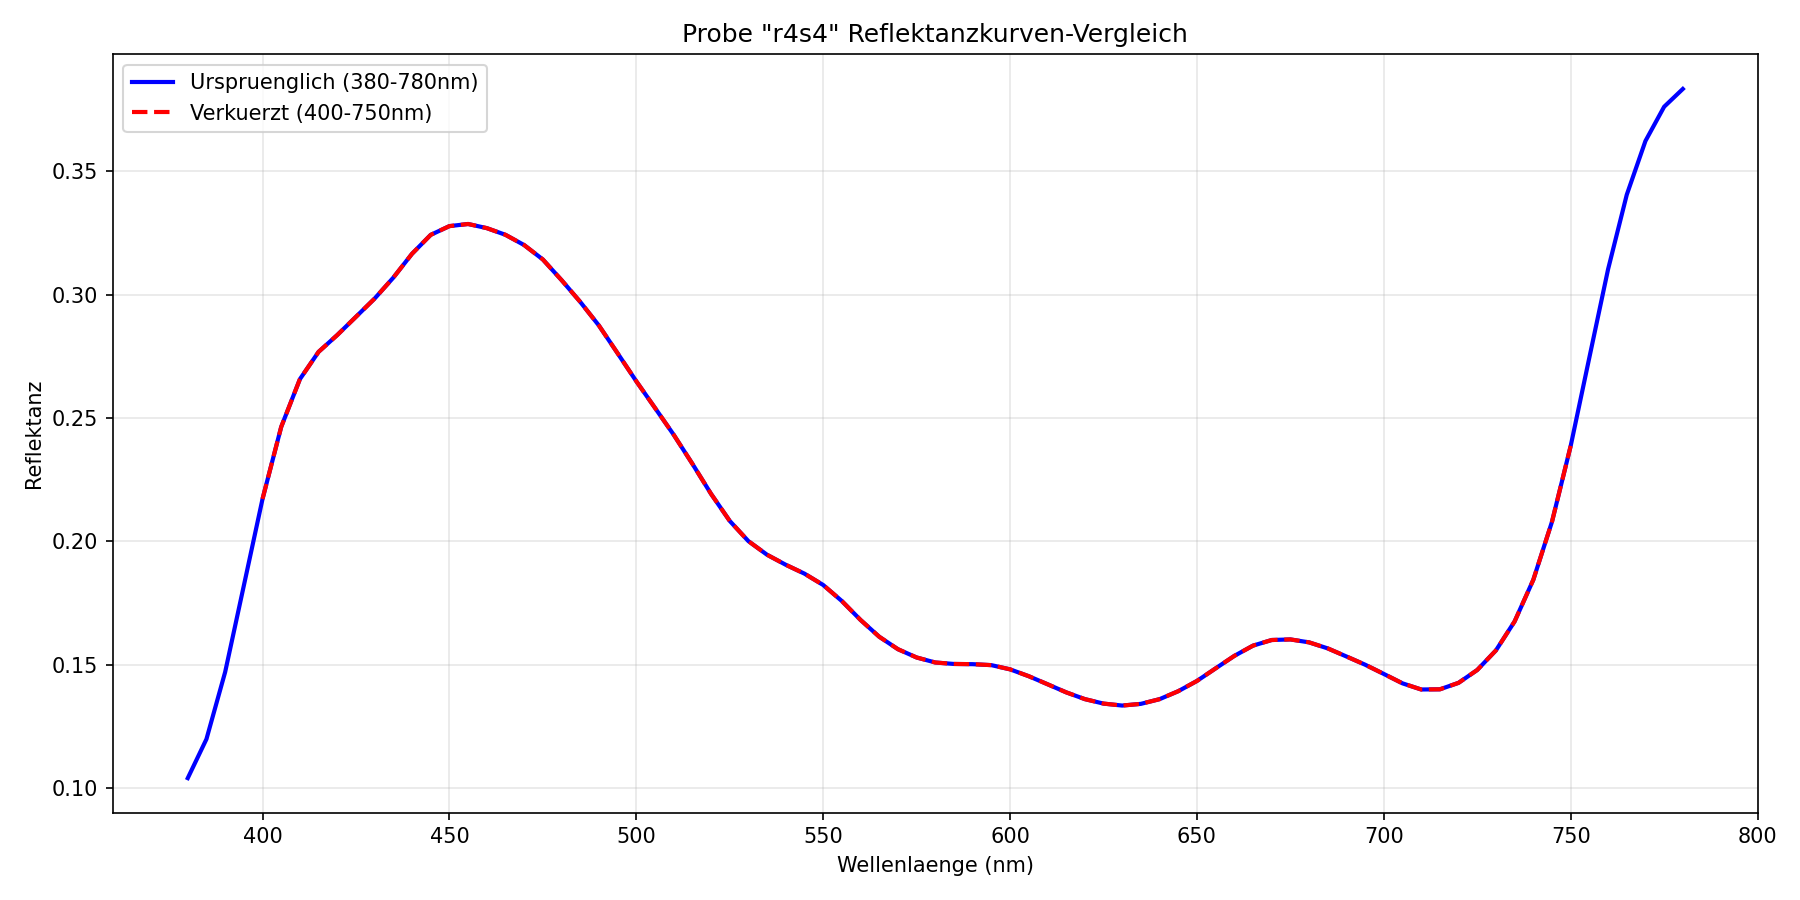 Probe "r4s4" Reflektanzkurven-Vergleich
Urspruenglich (380-780nm)
Verkuerzt (400-750nm)
Reflektanz
0.35
0.30
0.25
0.20
0.15
0.10
400 450 500 550 600 650 700 750 800
Wellenlaenge (nm)